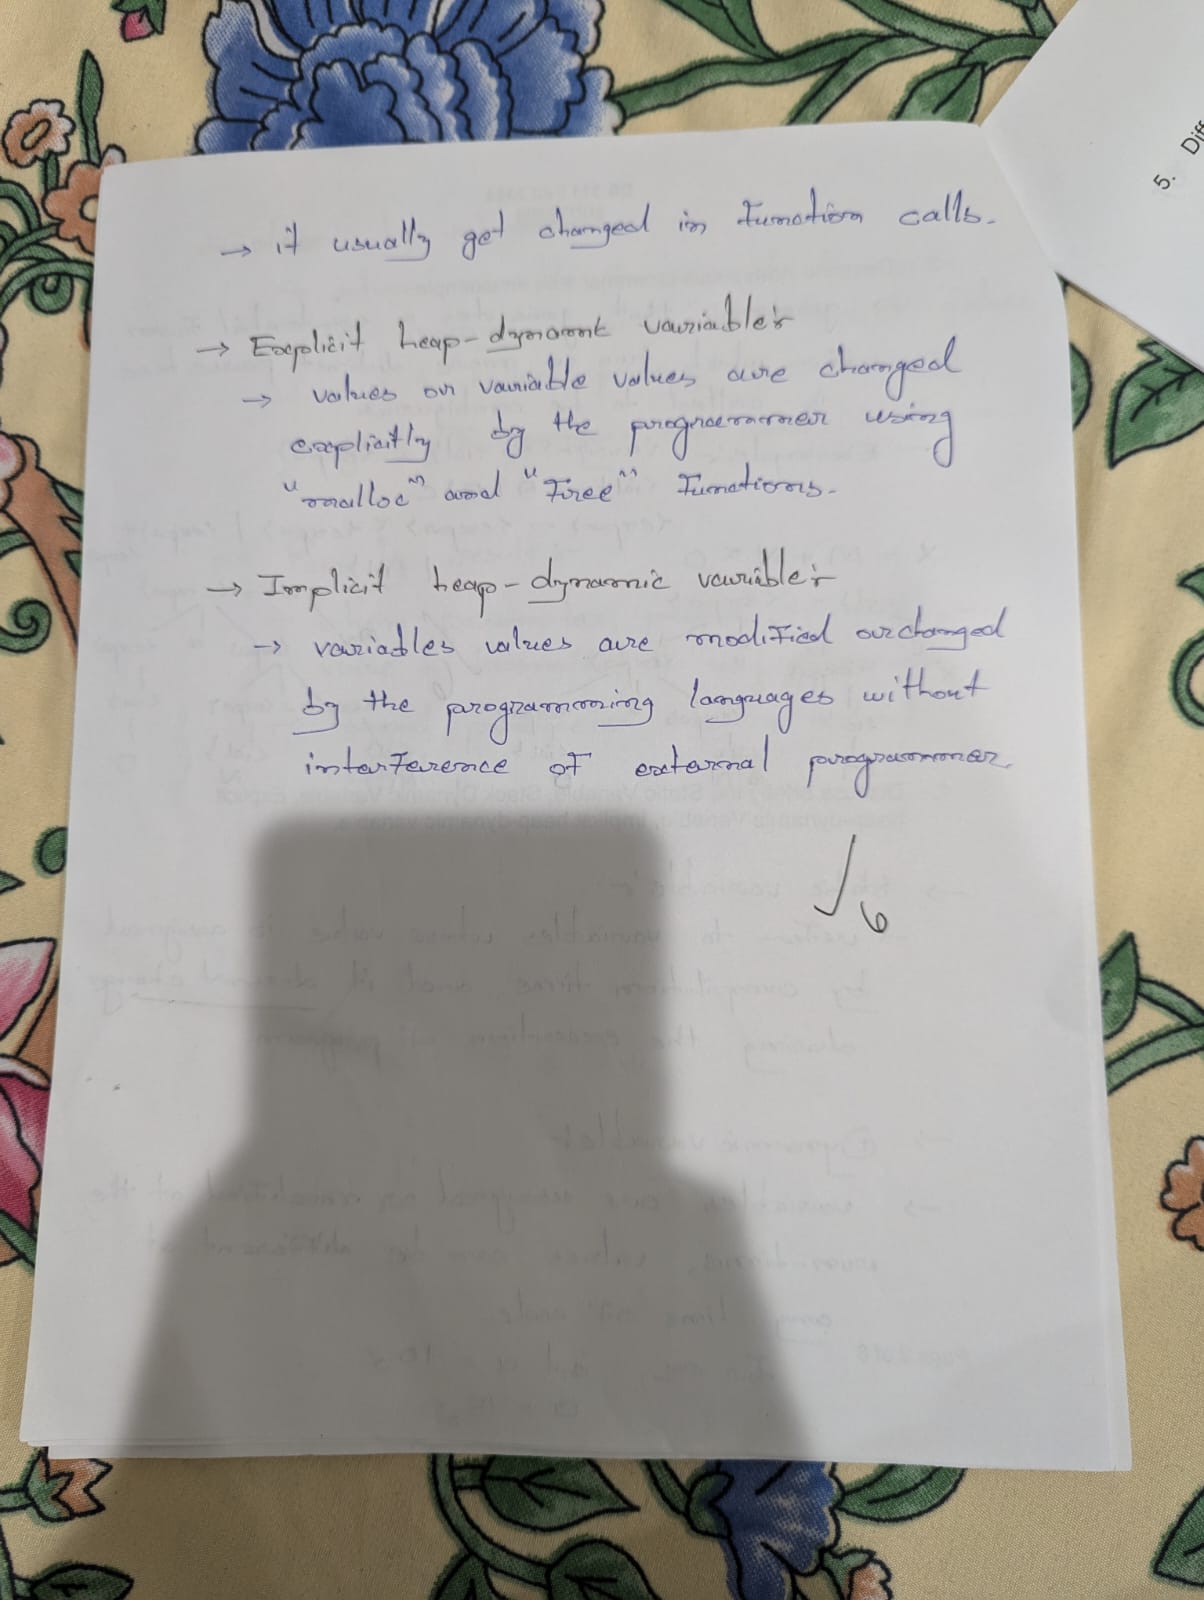 → it usually get changed in Function calls.
→ Explicit heap-dynamic variable:-
→ values or variable values are changed
explicitly by the programmer using
"malloc" and "Free" Functions.
→ Implicit heap-dynamic variable:-
→ variables values are modified or changed
by the programming languages without
interference of external programmer.
6
5. Diff